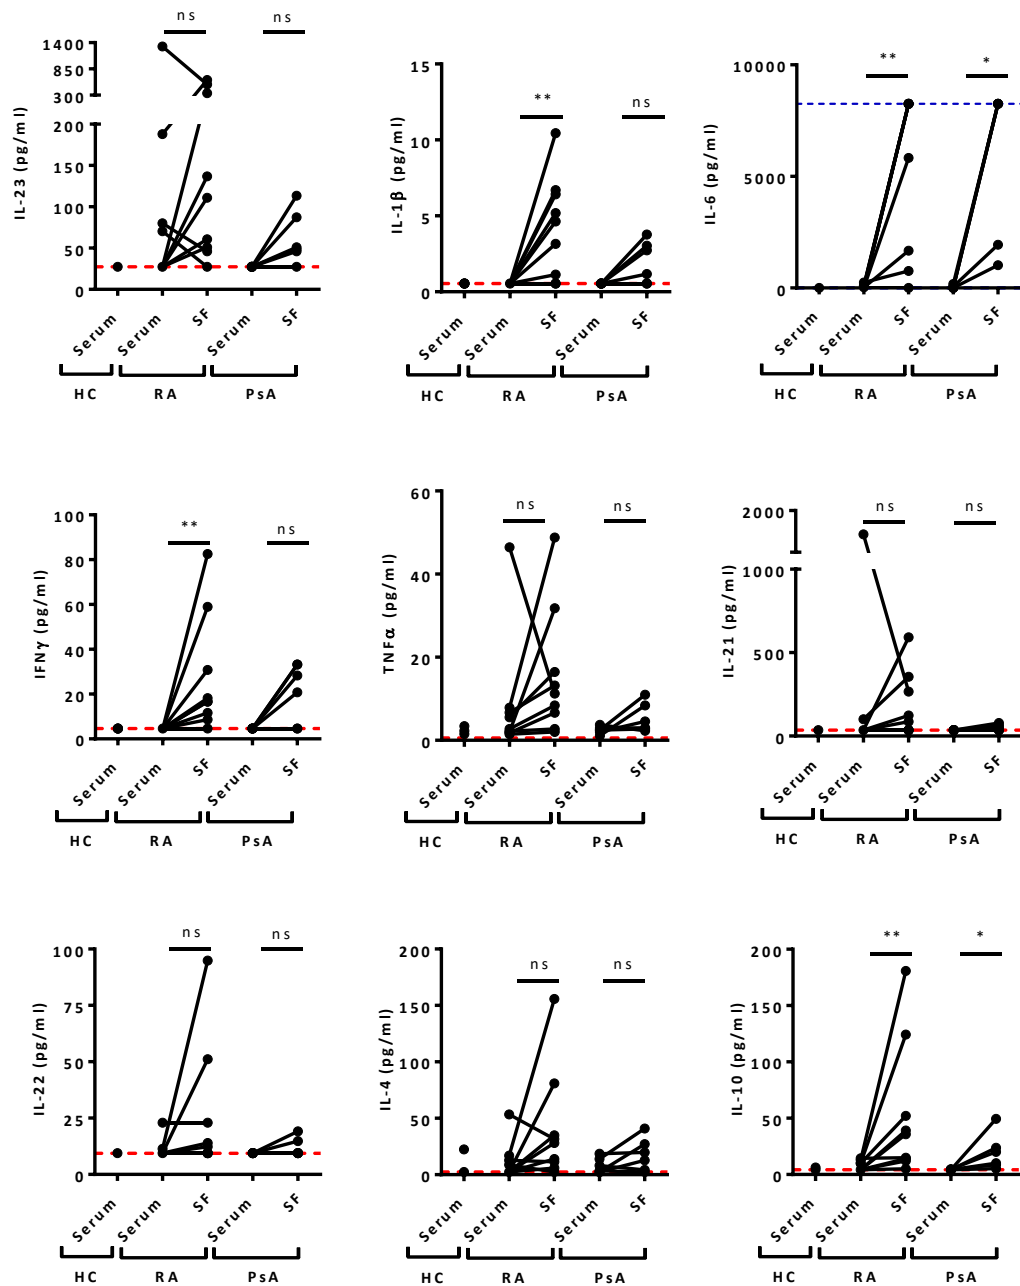 ns ns
1400
850
300
200
150
100
50
0
IL-23 (pg/ml)
Serum Serum SF Serum SF
HC RA PsA
** ns
15
10
5
0
IL-1β (pg/ml)
Serum Serum SF Serum SF
HC RA PsA
** *
10000
5000
0
IL-6 (pg/ml)
Serum Serum SF Serum SF
HC RA PsA
** ns
100
80
60
40
20
0
IFNγ (pg/ml)
Serum Serum SF Serum SF
HC RA PsA
ns ns
60
40
20
0
TNFα (pg/ml)
Serum Serum SF Serum SF
HC RA PsA
ns ns
2000
1000
500
0
IL-21 (pg/ml)
Serum Serum SF Serum SF
HC RA PsA
ns ns
100
75
50
25
0
IL-22 (pg/ml)
Serum Serum SF Serum SF
HC RA PsA
ns ns
200
150
100
50
0
IL-4 (pg/ml)
Serum Serum SF Serum SF
HC RA PsA
** *
200
150
100
50
0
IL-10 (pg/ml)
Serum Serum SF Serum SF
HC RA PsA